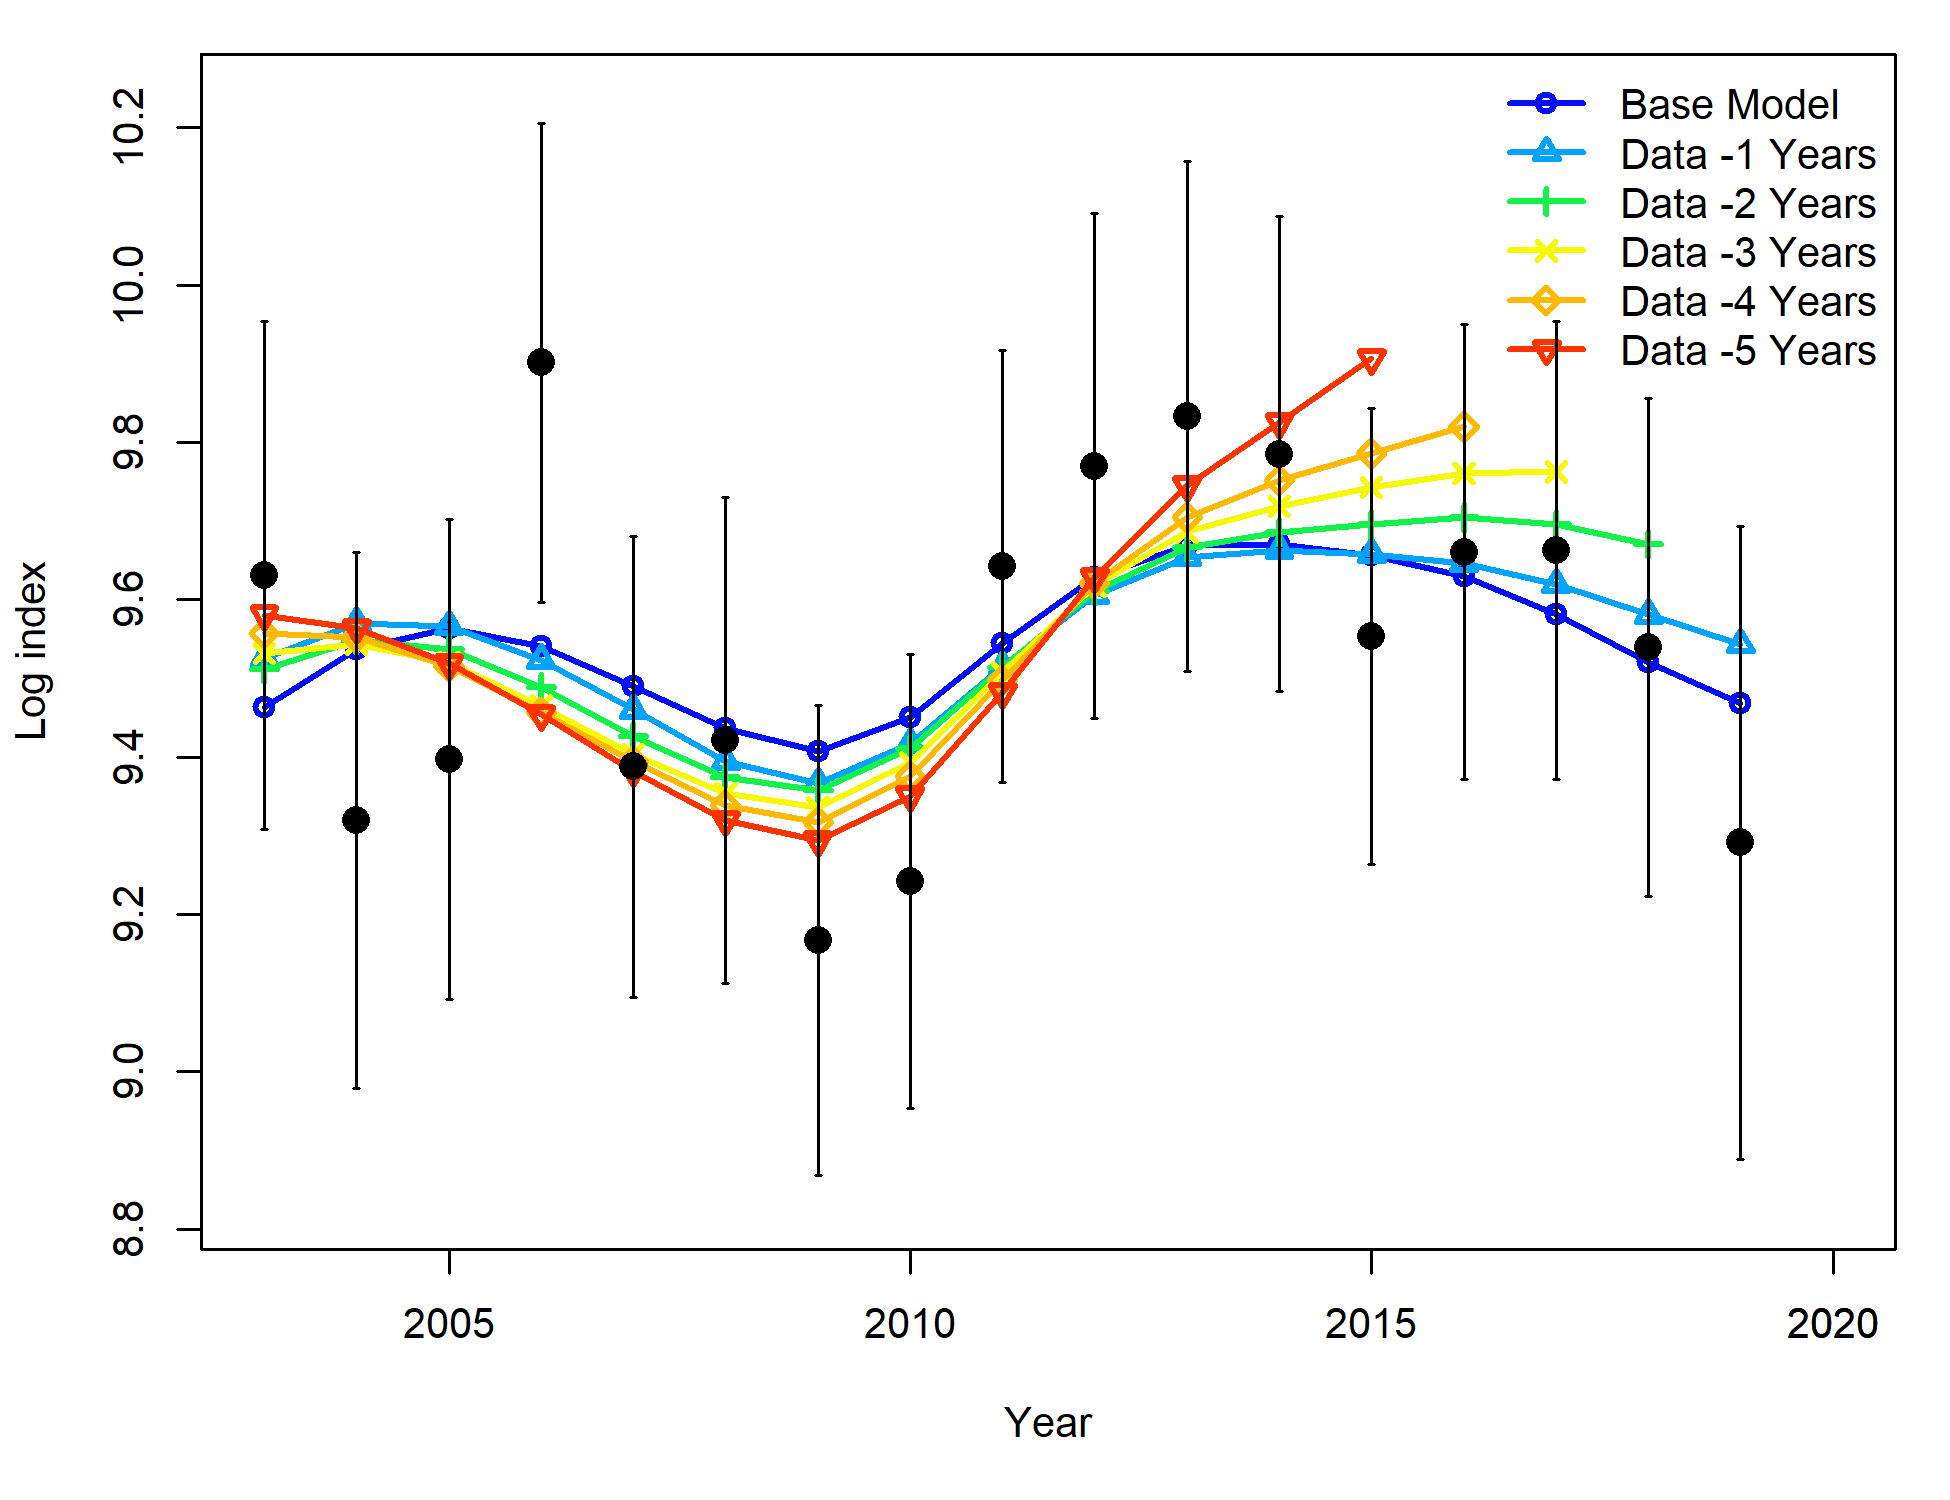 Base Model
Data -1 Years
Data -2 Years
Data -3 Years
Data -4 Years
Data -5 Years
10.2
10.0
9.8
9.6
9.4
9.2
9.0
8.8
Log index
2005
2010
2015
2020
Year